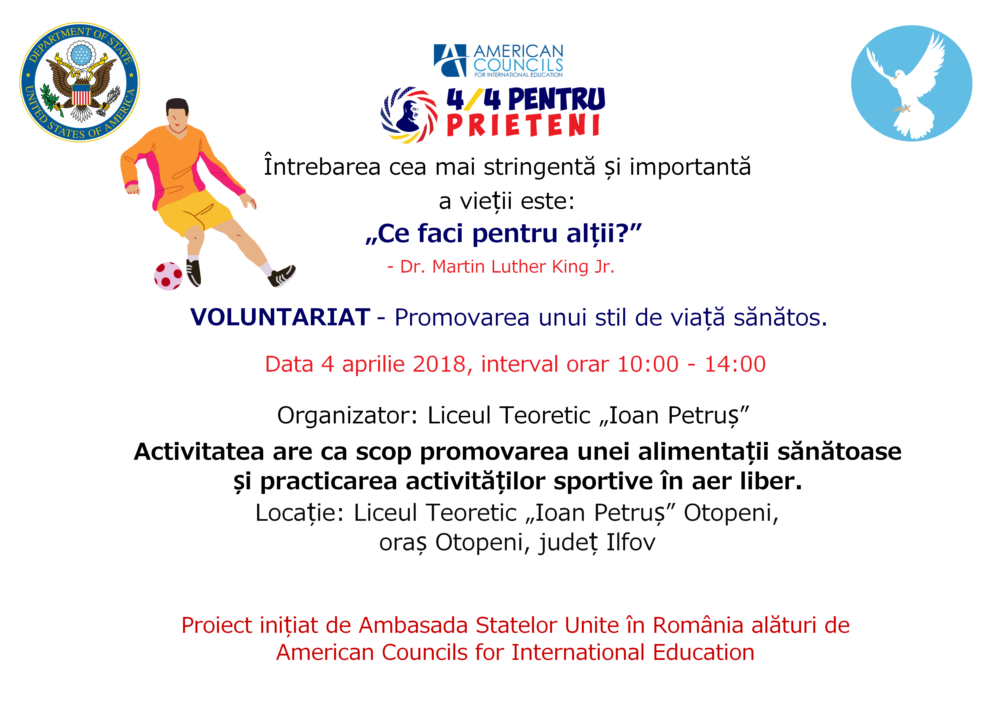 DEPARTMENT OF STATE
E PLURIBUS UNUM
UNITED STATES OF AMERICA
AMERICAN
COUNCILS
FOR INTERNATIONAL EDUCATION
4/4 PENTRU
PRIETENI
Întrebarea cea mai stringentă și importantă
a vieții este:
„Ce faci pentru alții?”
- Dr. Martin Luther King Jr.
VOLUNTARIAT - Promovarea unui stil de viață sănătos.
Data 4 aprilie 2018, interval orar 10:00 - 14:00
Organizator: Liceul Teoretic „Ioan Petruș”
Activitatea are ca scop promovarea unei alimentații sănătoase
și practicarea activităților sportive în aer liber.
Locație: Liceul Teoretic „Ioan Petruș” Otopeni,
oraș Otopeni, județ Ilfov
Proiect inițiat de Ambasada Statelor Unite în România alături de
American Councils for International Education